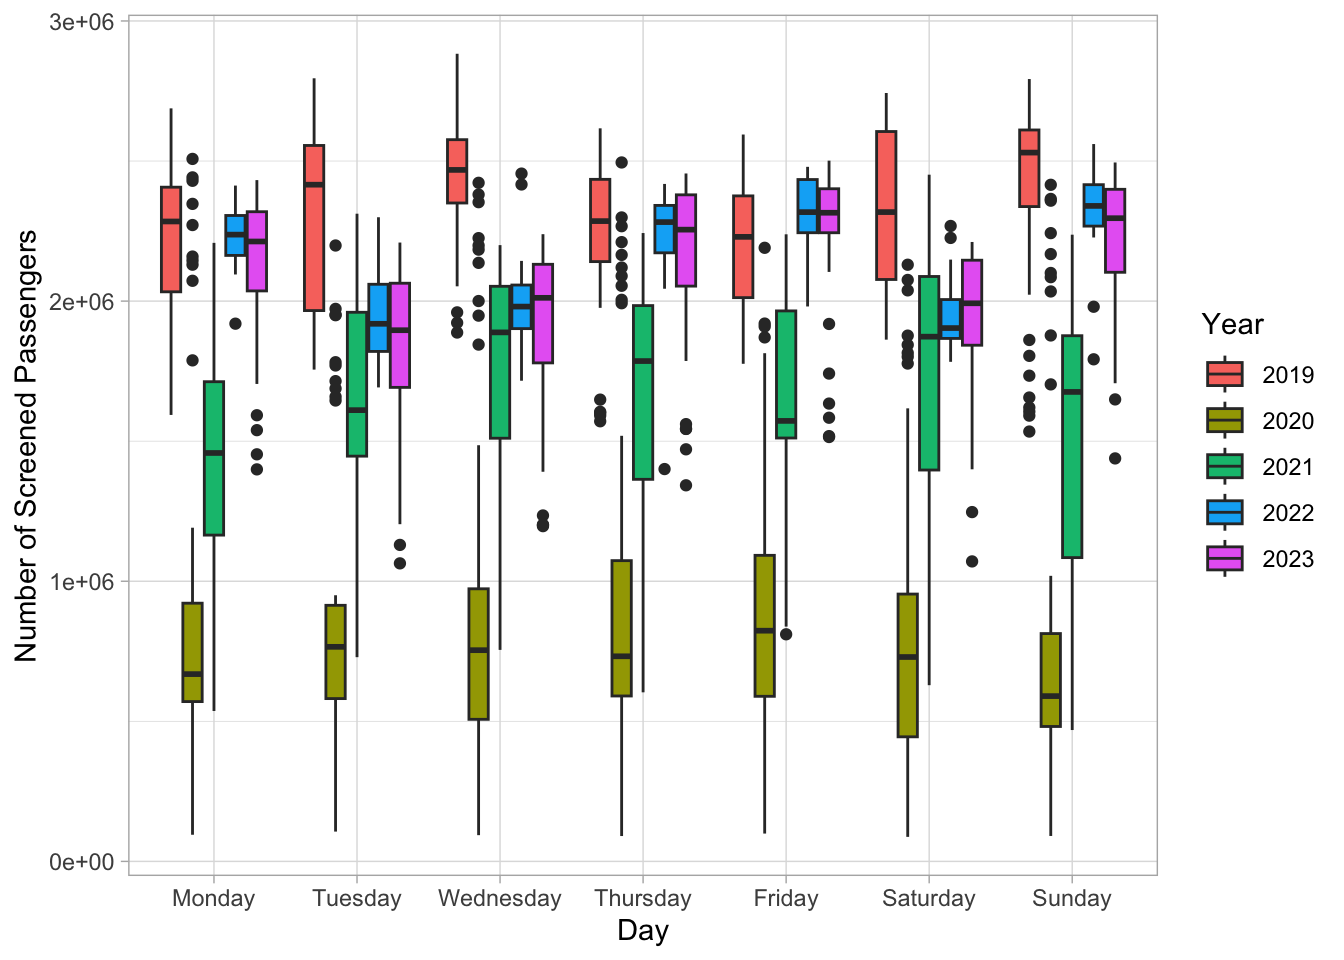 3e+06
2e+06
1e+06
0e+00
Number of Screened Passengers
Monday Tuesday Wednesday Thursday Friday Saturday Sunday
Day
Year
2019
2020
2021
2022
2023